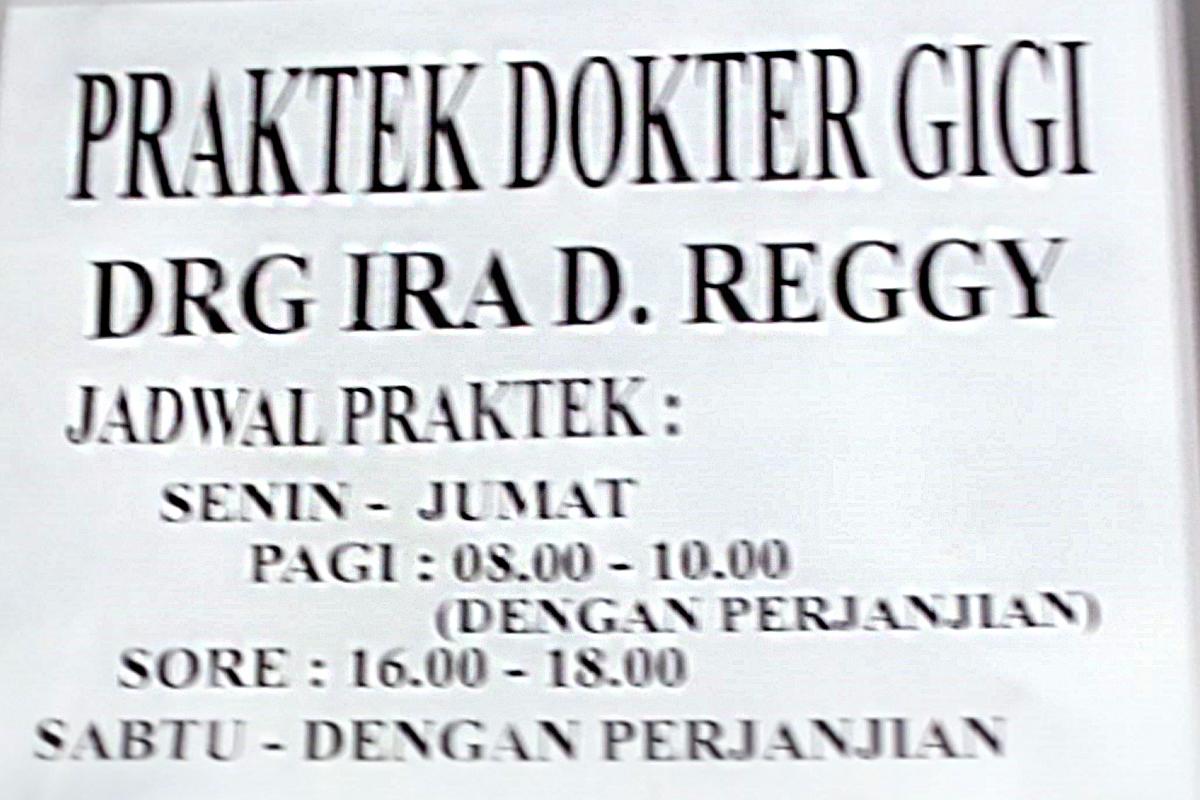 PRAKTEK DOKTER GIGI
DRG IRA D. REGGY
JADWAL PRAKTEK :
SENIN - JUMAT
PAGI : 08.00 - 10.00
(DENGAN PERJANJIAN)
SORE : 16.00 - 18.00
SABTU - DENGAN PERJANJIAN